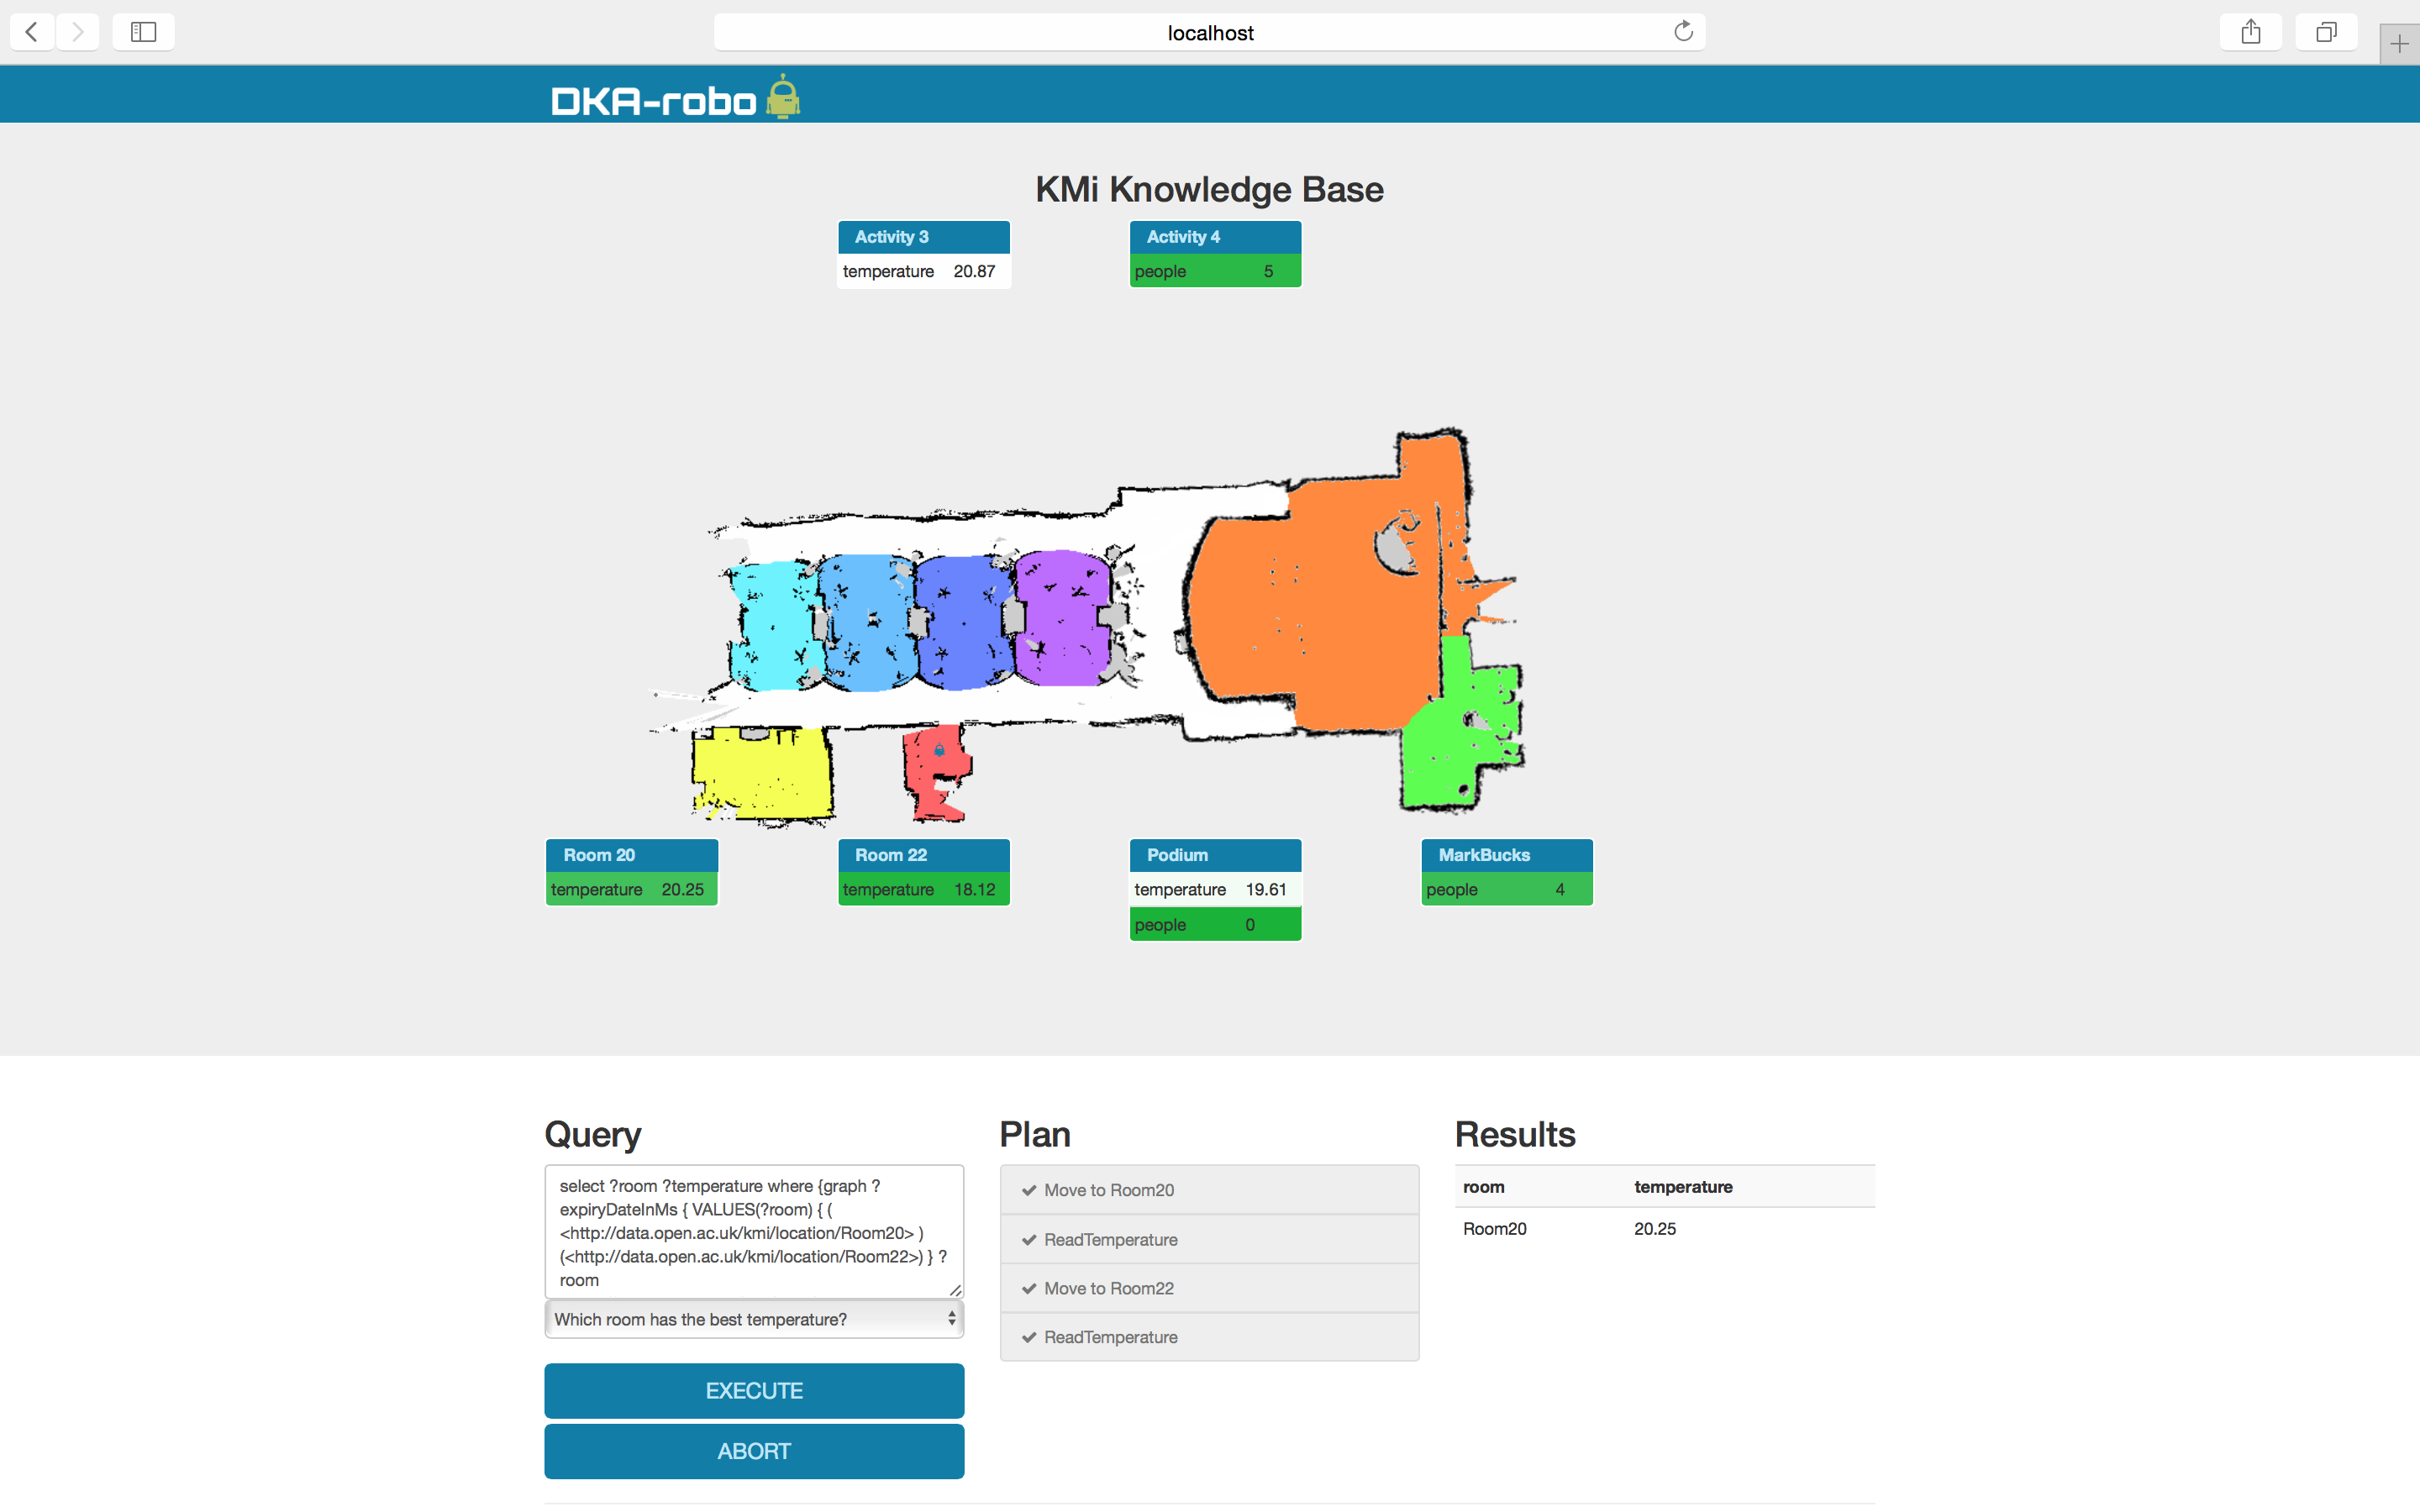 localhost
DKA-robo
KMi Knowledge Base
Activity 3
temperature 20.87
Activity 4
people 5
Room 20
temperature 20.25
Room 22
temperature 18.12
Podium
temperature 19.61
people 0
MarkBucks
people 4
Query
select ?room ?temperature where {graph ?
expiryDateInMs { VALUES(?room) { (
<http://data.open.ac.uk/kmi/location/Room20> )
(<http://data.open.ac.uk/kmi/location/Room22>) } ?
room
Which room has the best temperature?
EXECUTE
ABORT
Plan
Move to Room20
ReadTemperature
Move to Room22
ReadTemperature
Results
room temperature
Room20 20.25